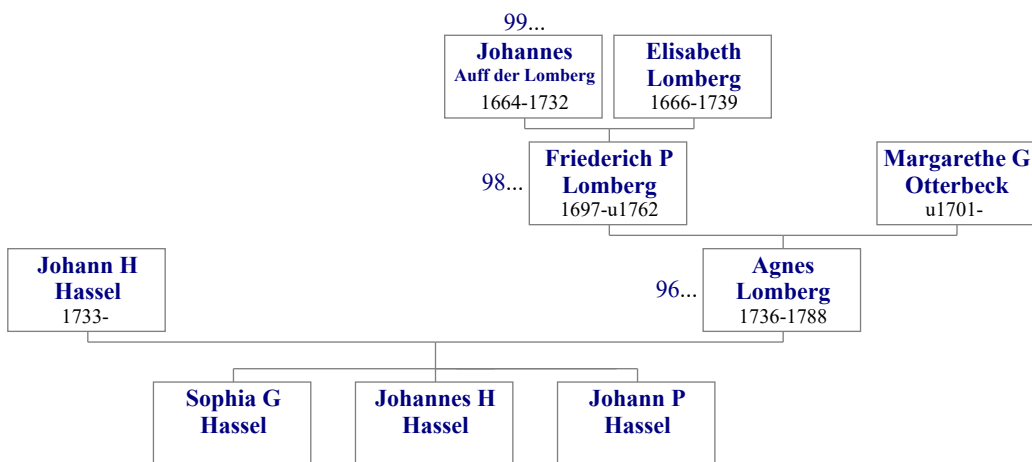 99...
Johannes
Auff der Lomberg
1664-1732
Elisabeth
Lomberg
1666-1739
98...
Friederich P
Lomberg
1697-u1762
Margarethe G
Otterbeck
u1701-
Johann H
Hassel
1733-
96...
Agnes
Lomberg
1736-1788
Sophia G
Hassel
Johannes H
Hassel
Johann P
Hassel